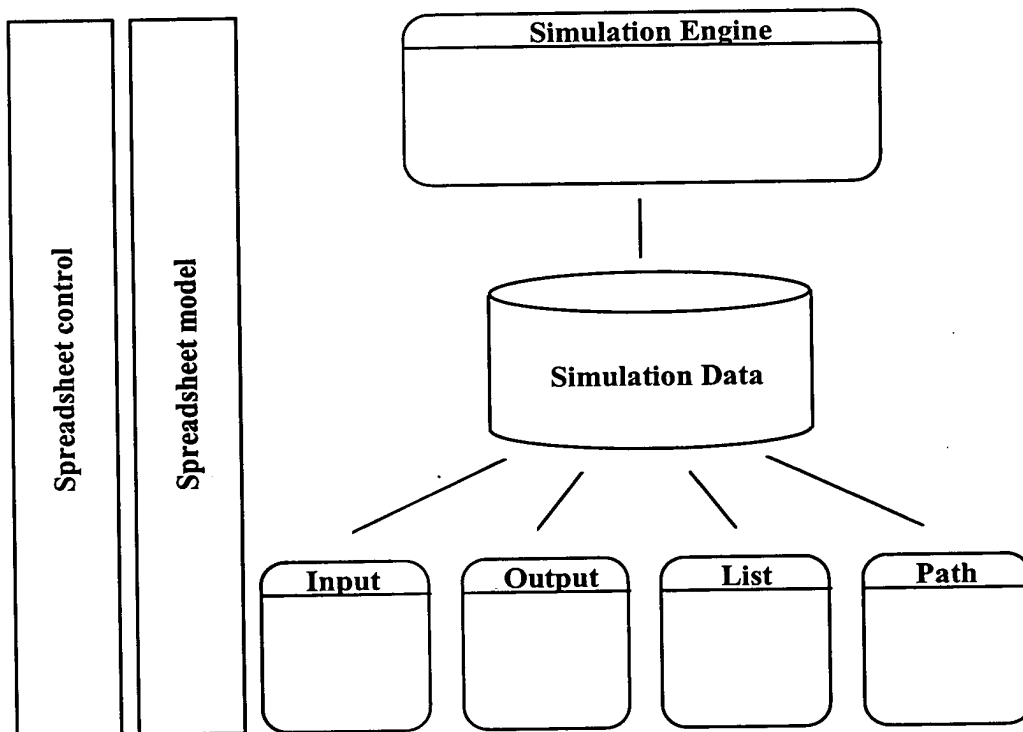 Spreadsheet control
Spreadsheet model
Simulation Engine
Simulation Data
Input
Output
List
Path